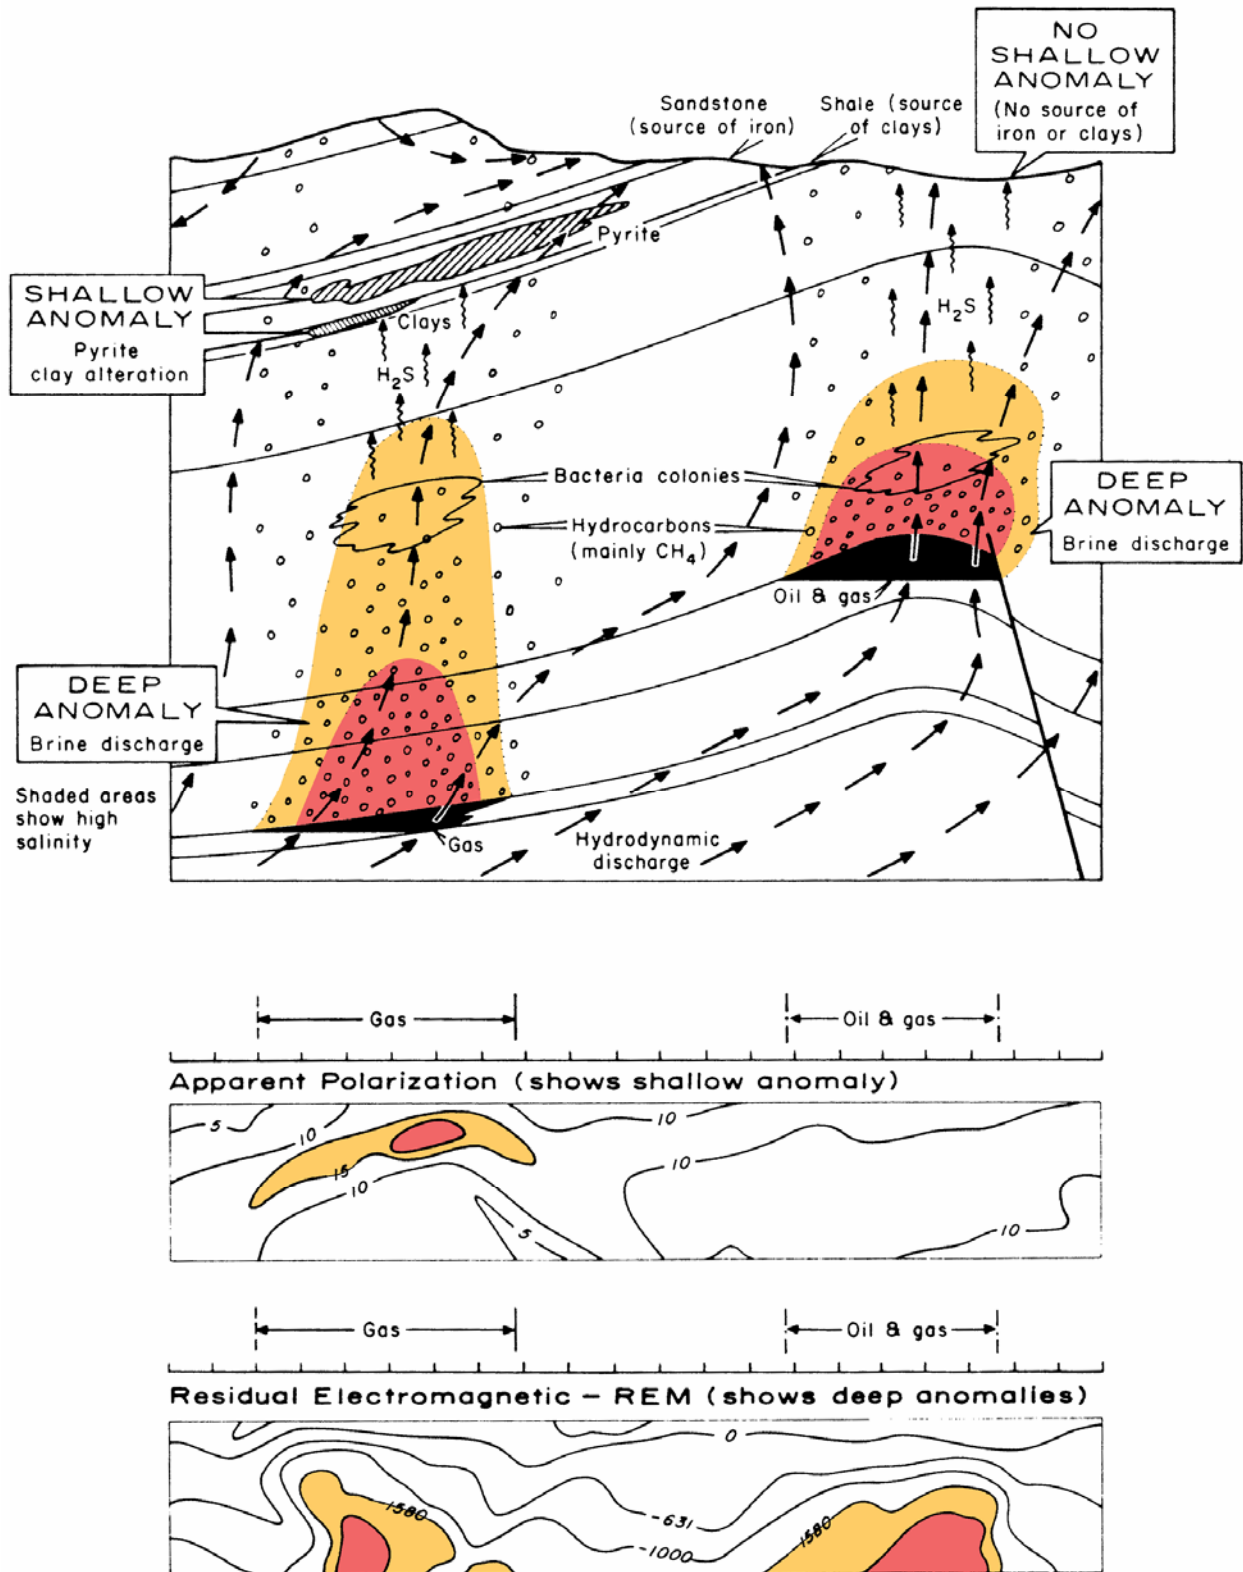 NO
SHALLOW
ANOMALY
(No source of
iron or clays)
Sandstone
(source of iron)
Shale (source
of clays)
Pyrite
SHALLOW
ANOMALY
Pyrite
clay alteration
Clays
H2S
H2S
Bacteria colonies
Hydrocarbons
(mainly CH4)
DEEP
ANOMALY
Brine discharge
Oil & gas
DEEP
ANOMALY
Brine discharge
Shaded areas
show high
salinity
Gas
Hydrodynamic
discharge
Gas
Oil & gas
Apparent Polarization (shows shallow anomaly)
5
10
10
15
10
10
5
10
Gas
Oil & gas
Residual Electromagnetic – REM (shows deep anomalies)
0
1580
-631
-1000
1580